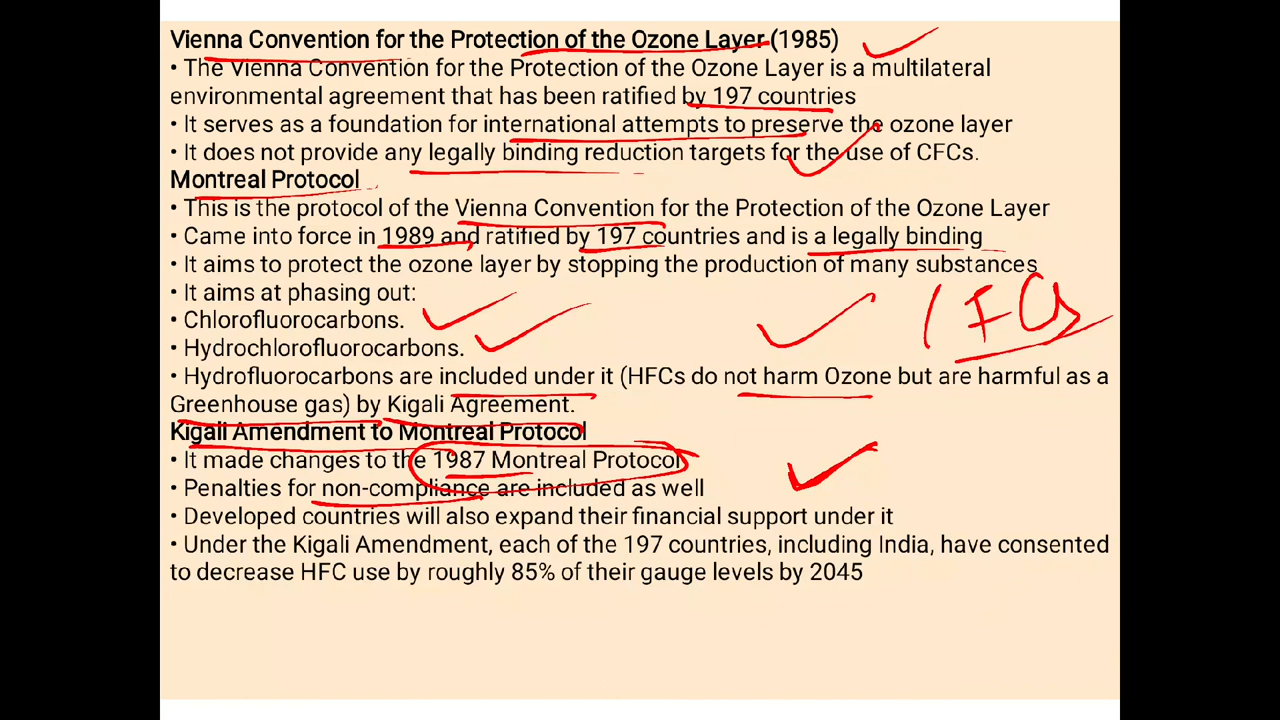 Vienna Convention for the Protection of the Ozone Layer (1985)
• The Vienna Convention for the Protection of the Ozone Layer is a multilateral
environmental agreement that has been ratified by 197 countries
• It serves as a foundation for international attempts to preserve the ozone layer
• It does not provide any legally binding reduction targets for the use of CFCs.
Montreal Protocol
• This is the protocol of the Vienna Convention for the Protection of the Ozone Layer
• Came into force in 1989 and ratified by 197 countries and is a legally binding
• It aims to protect the ozone layer by stopping the production of many substances
• It aims at phasing out:
• Chlorofluorocarbons.
CFCs
• Hydrochlorofluorocarbons.
• Hydrofluorocarbons are included under it (HFCs do not harm Ozone but are harmful as a
Greenhouse gas) by Kigali Agreement.
Kigali Amendment to Montreal Protocol
• It made changes to the 1987 Montreal Protocol
• Penalties for non-compliance are included as well
• Developed countries will also expand their financial support under it
• Under the Kigali Amendment, each of the 197 countries, including India, have consented
to decrease HFC use by roughly 85% of their gauge levels by 2045